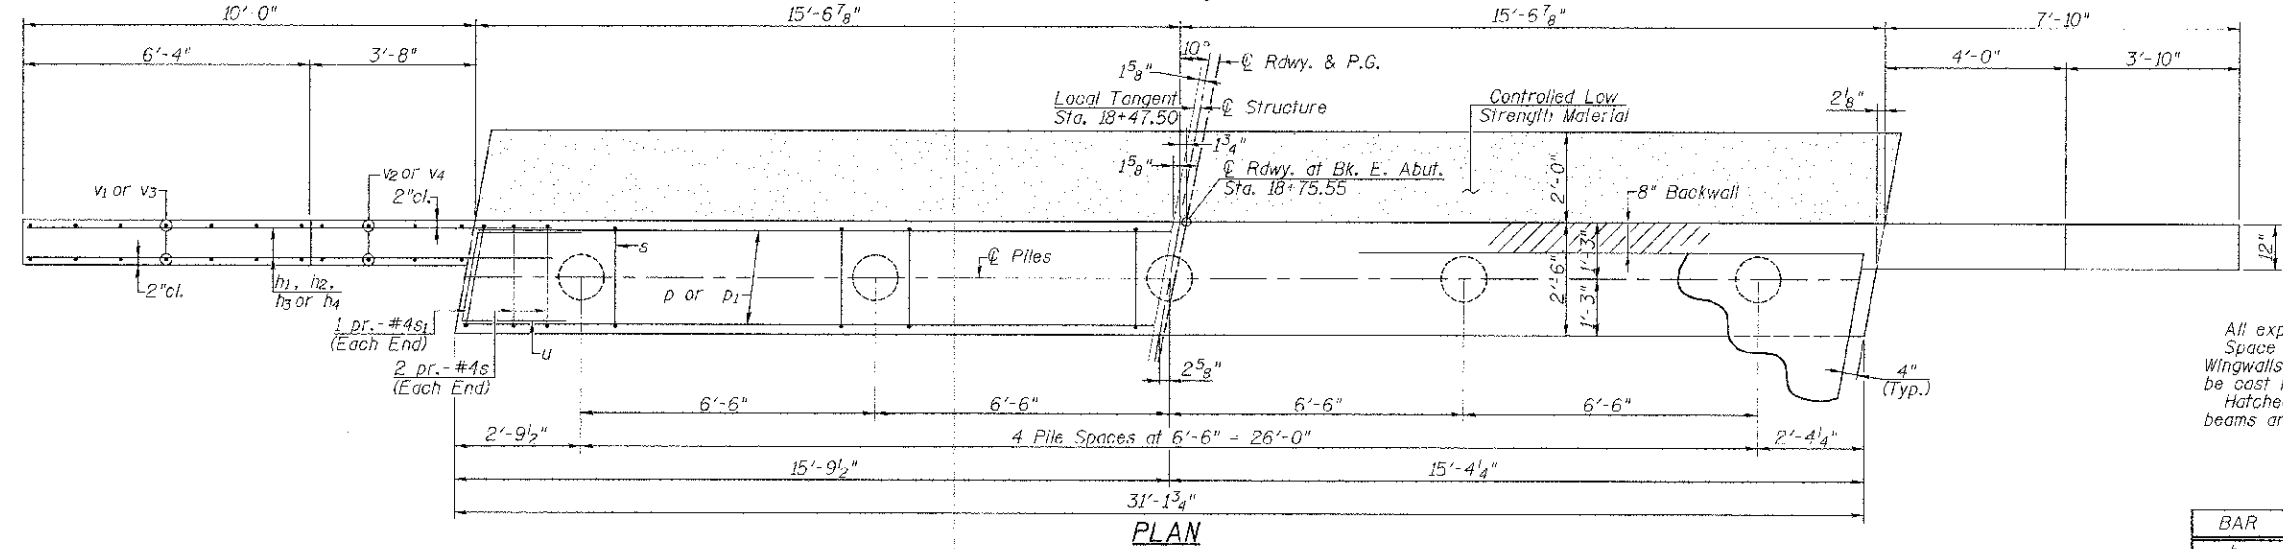 10'-0"
15'-6 7/8"
15'-6 7/8"
7'-10"
6'-4"
3'-8"
10°
4'-0"
3'-10"
1 5/8"
℄ Rdwy. & P.G.
Local Tangent
Sta. 18+47.50
℄ Structure
Controlled Low
Strength Material
2 1/8"
1 3/4"
1 5/8"
℄ Rdwy. at Bk. E. Abut.
Sta. 18+75.55
v1 or v3
v2 or v4
2"cl.
2'-0"
8" Backwall
s
℄ Piles
12"
2"cl.
h1, h2,
h3 or h4
p or p1
2'-6"
1'-3"
1'-3"
1 pr.-#4s1
(Each End)
u
2 pr.-#4s
(Each End)
2 5/8"
4"
(Typ.)
All exp
Space
Wingwalls
be cast
Hatche
beams ar
6'-6"
6'-6"
6'-6"
6'-6"
2'-9 1/2"
4 Pile Spaces at 6'-6" = 26'-0"
2'-4 1/4"
15'-9 1/2"
15'-4 1/4"
31'-1 3/4"
PLAN
BAR